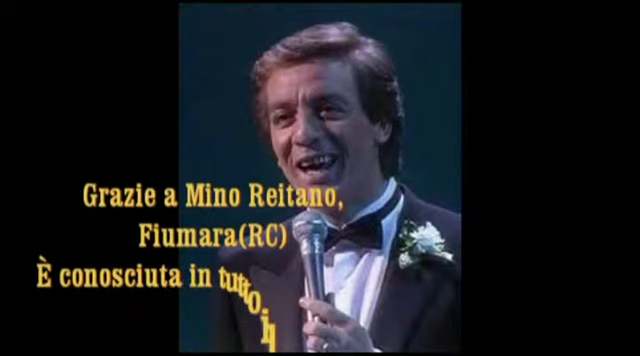 Grazie a Mino Reitano,
Fiumara(RC)
È conosciuta in tutto il